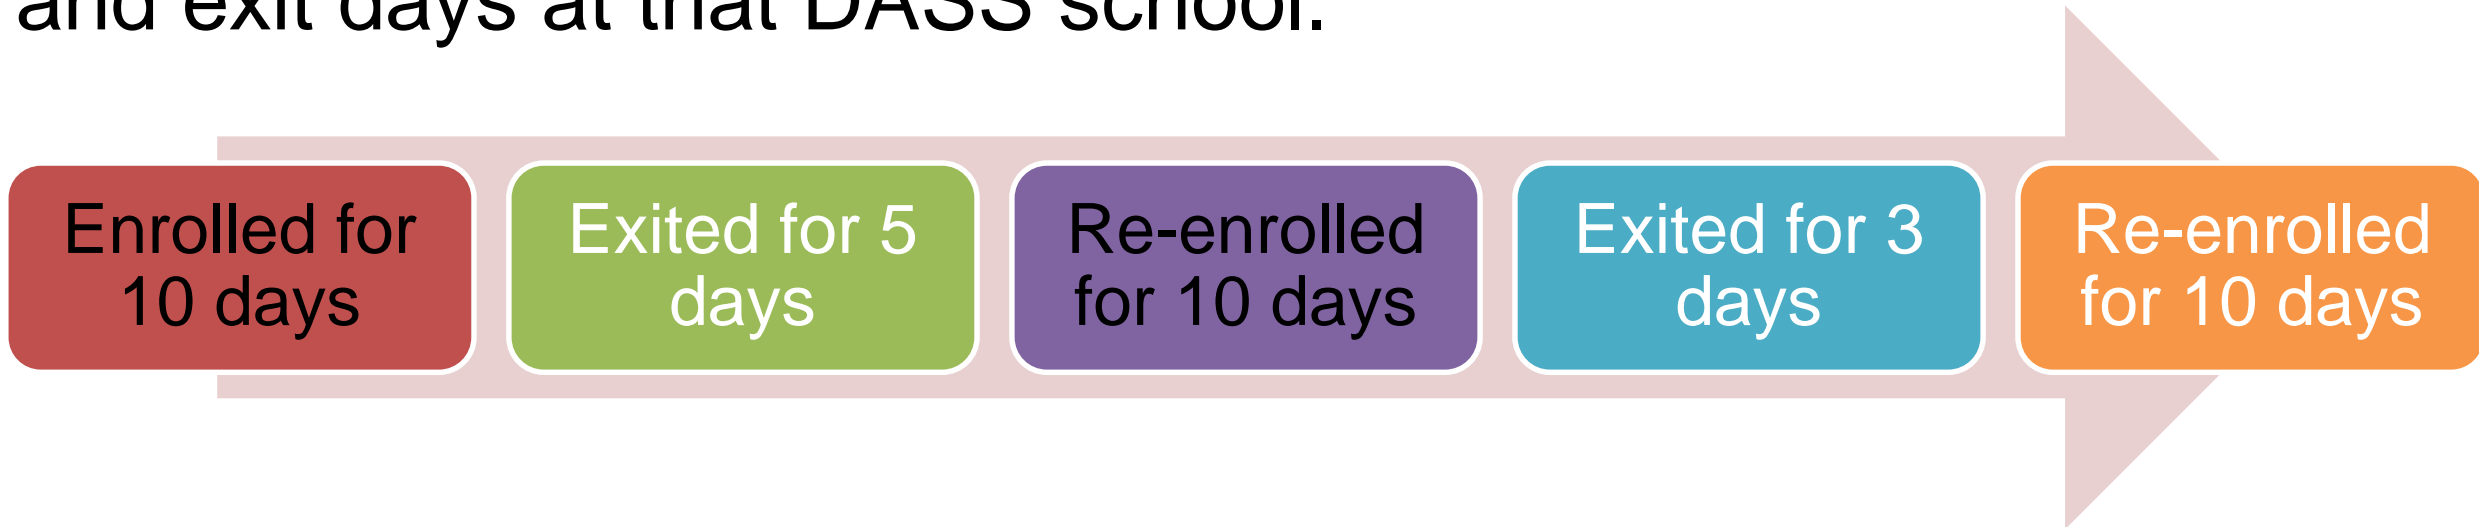 and exit days at that DASS school.
Enrolled for
10 days
Exited for 5
days
Re-enrolled
for 10 days
Exited for 3
days
Re-enrolled
for 10 days